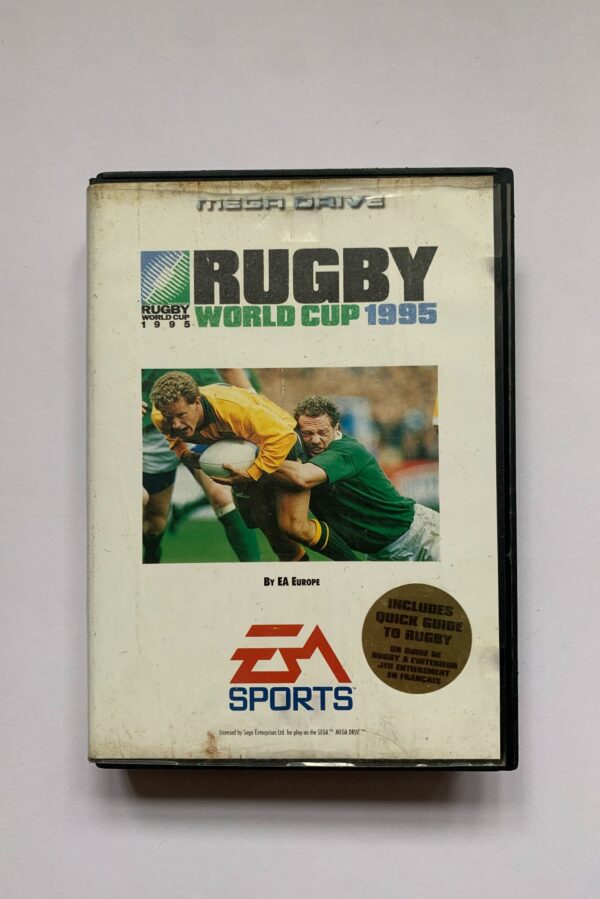 MEGA DRIVE
RUGBY
WORLD CUP 1995
RUGBY
WORLD CUP
1995
BY EA EUROPE
INCLUDES
QUICK GUIDE
TO RUGBY
UN GUIDE DE
RUGBY À L'INTERIEUR
JEU ENTIEREMENT
EN FRANÇAIS
EA
SPORTS™
Licensed by Sega Enterprises Ltd. for play on the SEGA™ MEGA DRIVE™